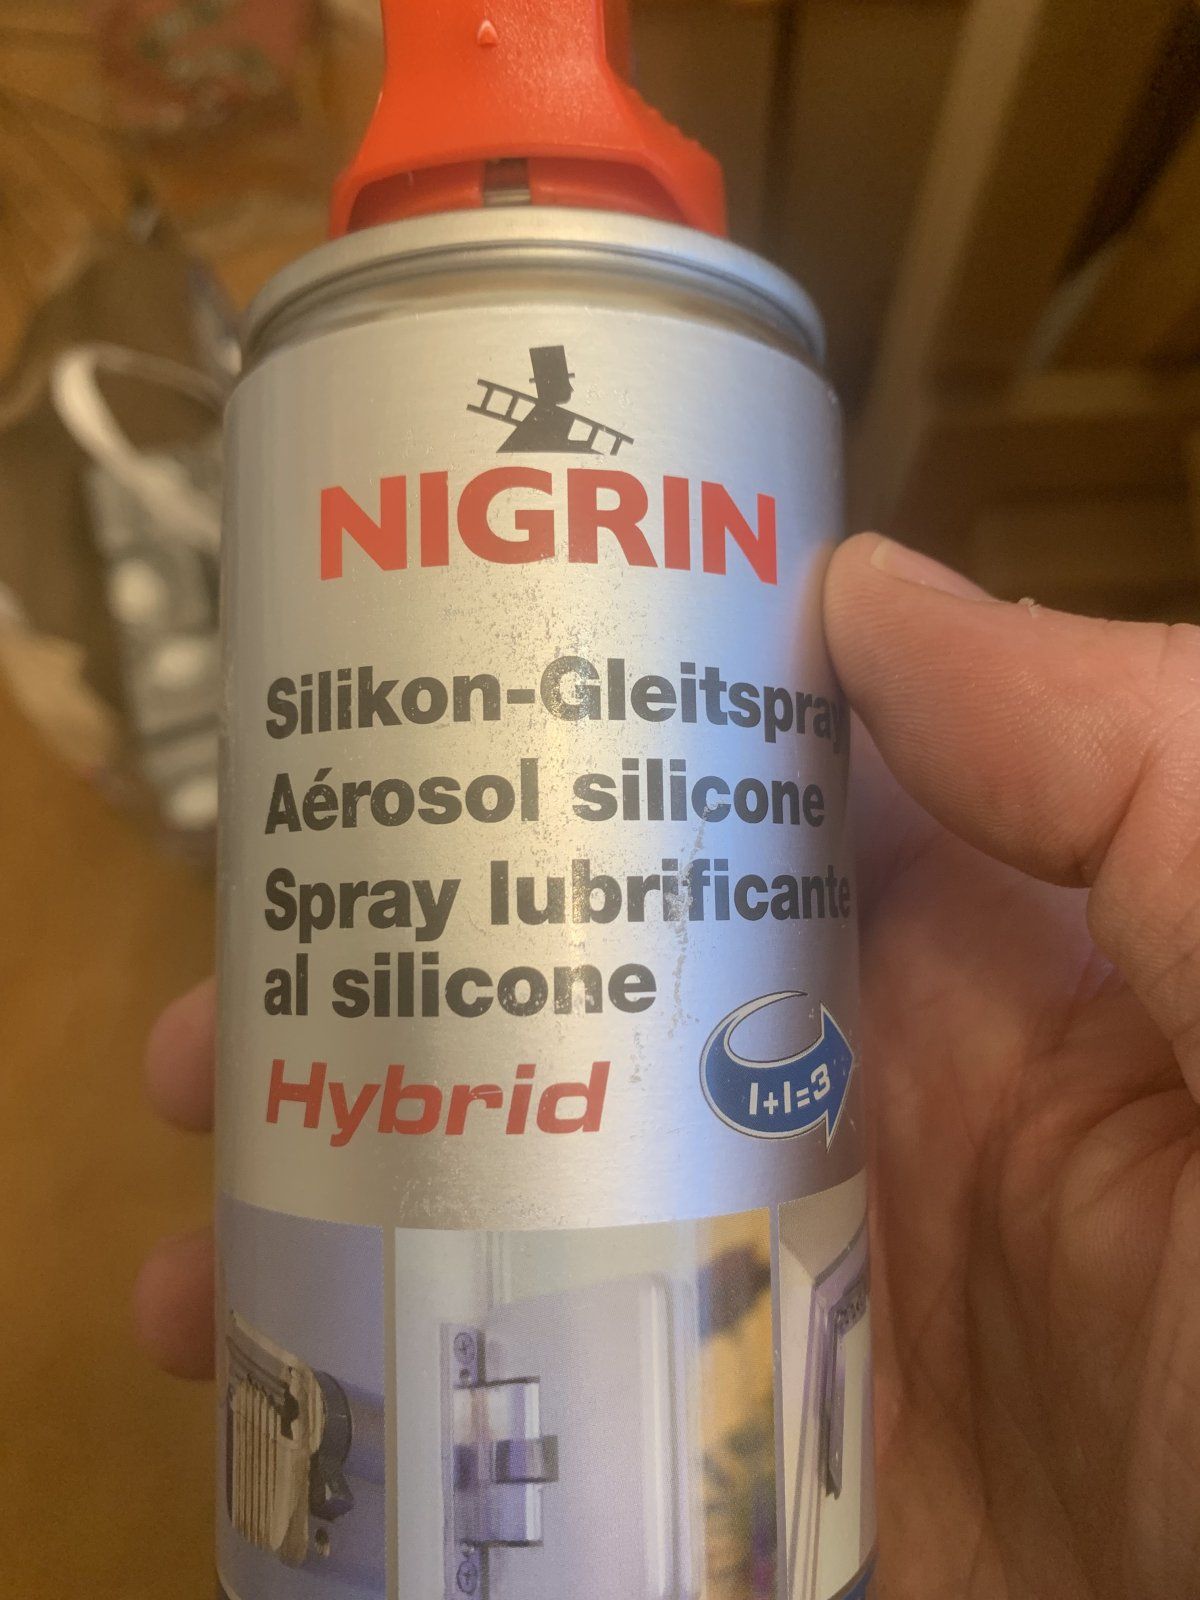 NIGRIN
Silikon-Gleitspray
Aérosol silicone
Spray lubrificante
al silicone
Hybrid
1+1=3